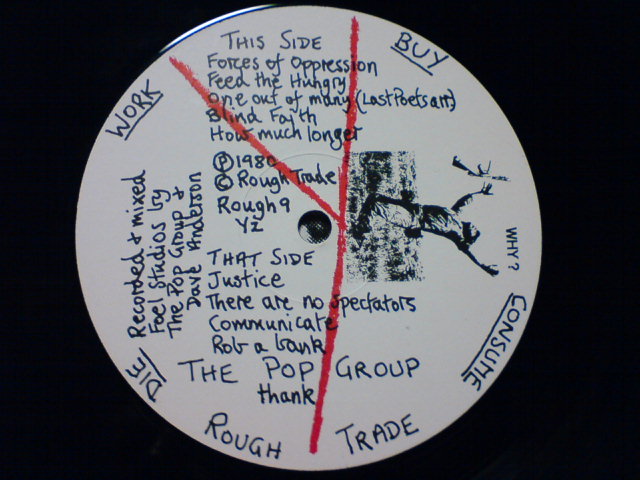 THIS SIDE
Forces of Oppression
Feed the Hungry
One out of many (Last Poets arr)
Blind Faith
How much longer
℗ 1980
© Rough Trade
Rough 9
YN
THAT SIDE
Justice
There are no spectators
Communicate
Rob a bank
THE POP GROUP
thank
ROUGH TRADE
WORK
BUY
CONSUME
DIE
WHY?
Recorded & mixed
Foel Studios by
The Pop Group &
Dave Anderson